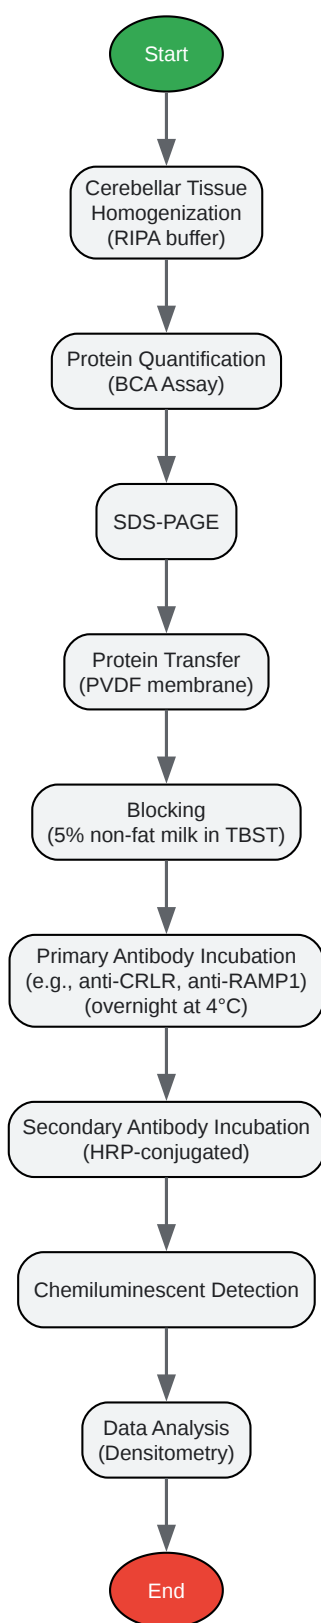 Start
Cerebellar Tissue
Homogenization
(RIPA buffer)
Protein Quantification
(BCA Assay)
SDS-PAGE
Protein Transfer
(PVDF membrane)
Blocking
(5% non-fat milk in TBST)
Primary Antibody Incubation
(e.g., anti-CRLR, anti-RAMP1)
(overnight at 4°C)
Secondary Antibody Incubation
(HRP-conjugated)
Chemiluminescent Detection
Data Analysis
(Densitometry)
End